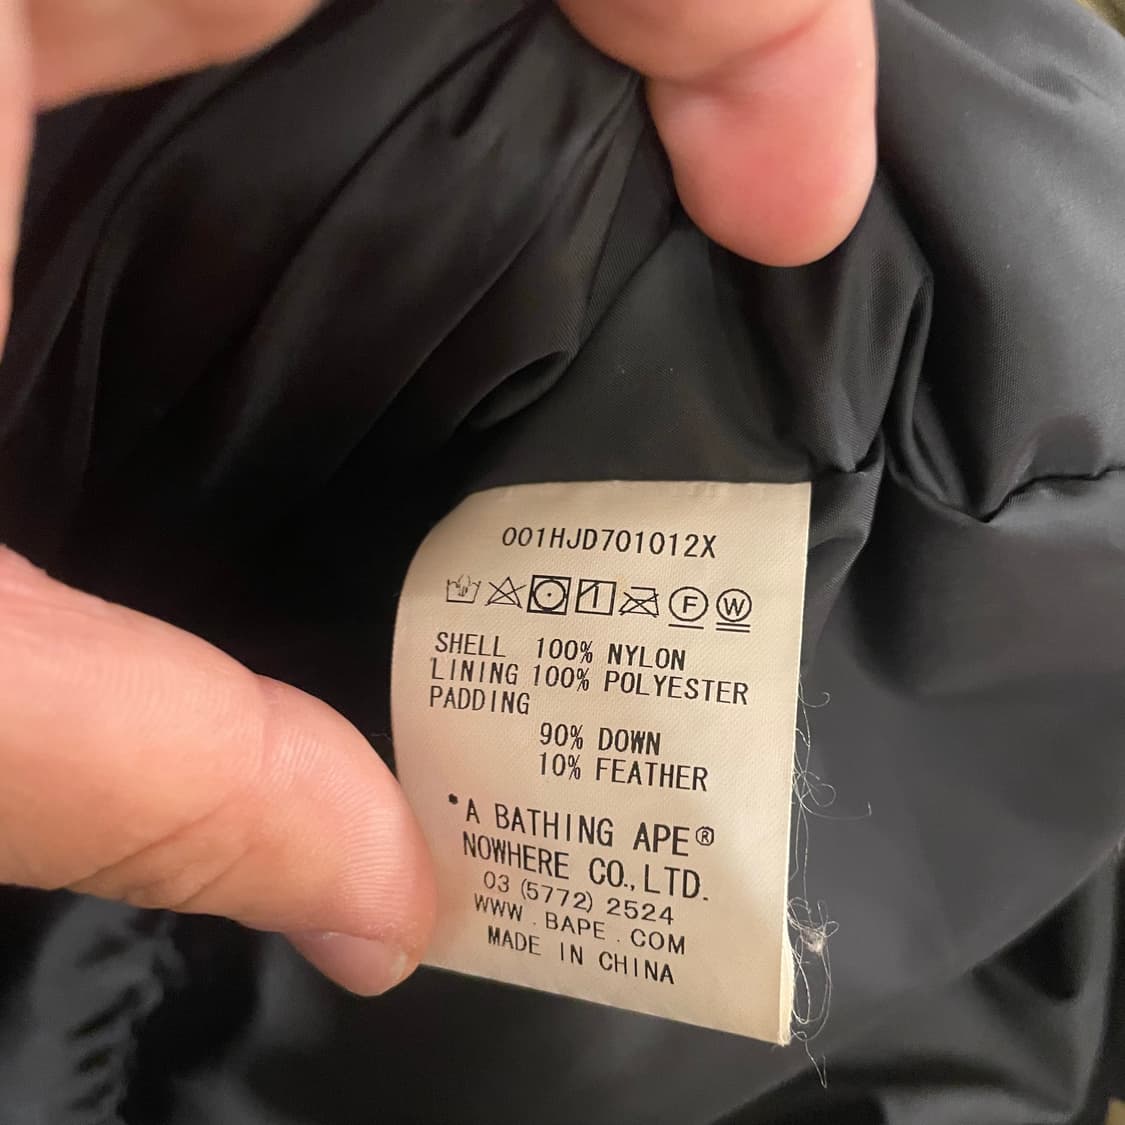 001HJD701012X
F W
SHELL 100% NYLON
LINING 100% POLYESTER
PADDING
90% DOWN
10% FEATHER
*A BATHING APE®
NOWHERE CO.,LTD.
03 (5772) 2524
WWW.BAPE.COM
MADE IN CHINA